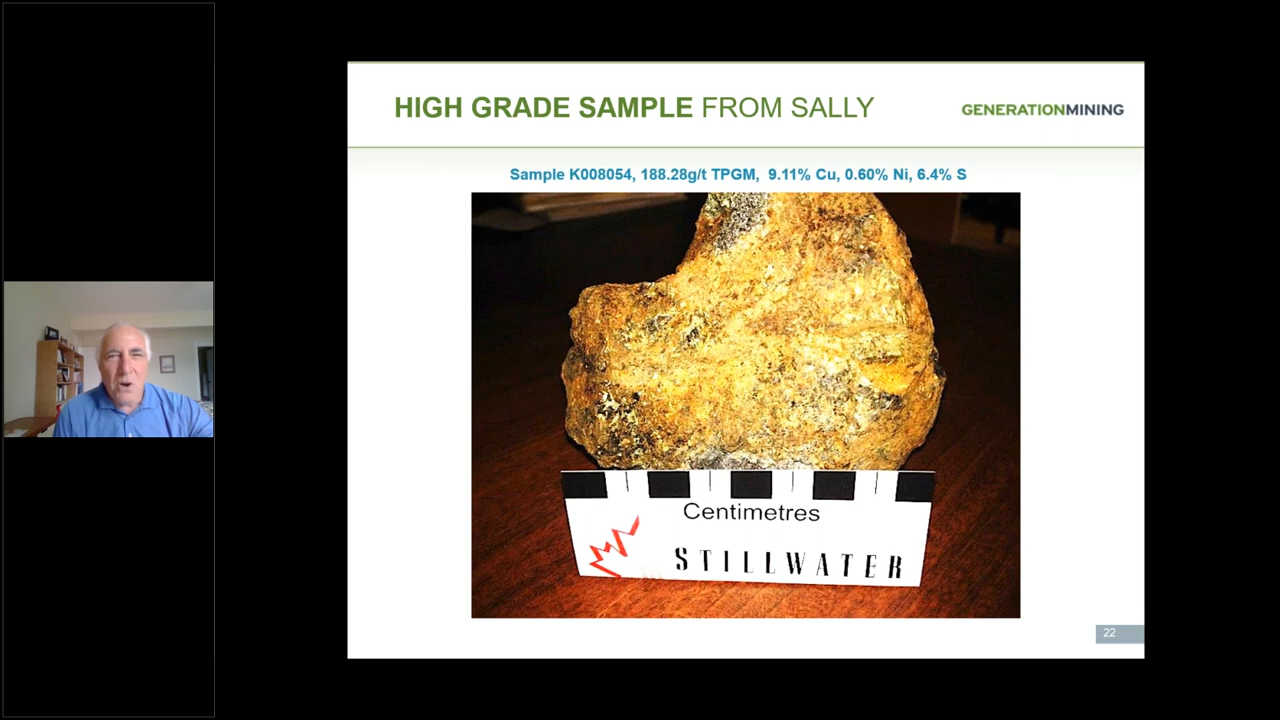 HIGH GRADE SAMPLE FROM SALLY
GENERATIONMINING
Sample K008054, 188.28g/t TPGM, 9.11% Cu, 0.60% Ni, 6.4% S
Centimetres
STILLWATER
22